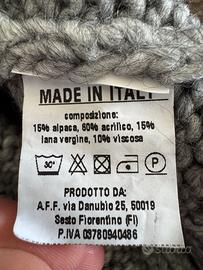 MADE IN ITALY
composizione:
15% alpaca, 60% acrilico, 15%
lana vergine, 10% viscosa
30°
P
PRODOTTO DA:
A.F.F. via Danubio 25, 50019
Sesto Fiorentino (FI)
P.IVA 03760940486
subito